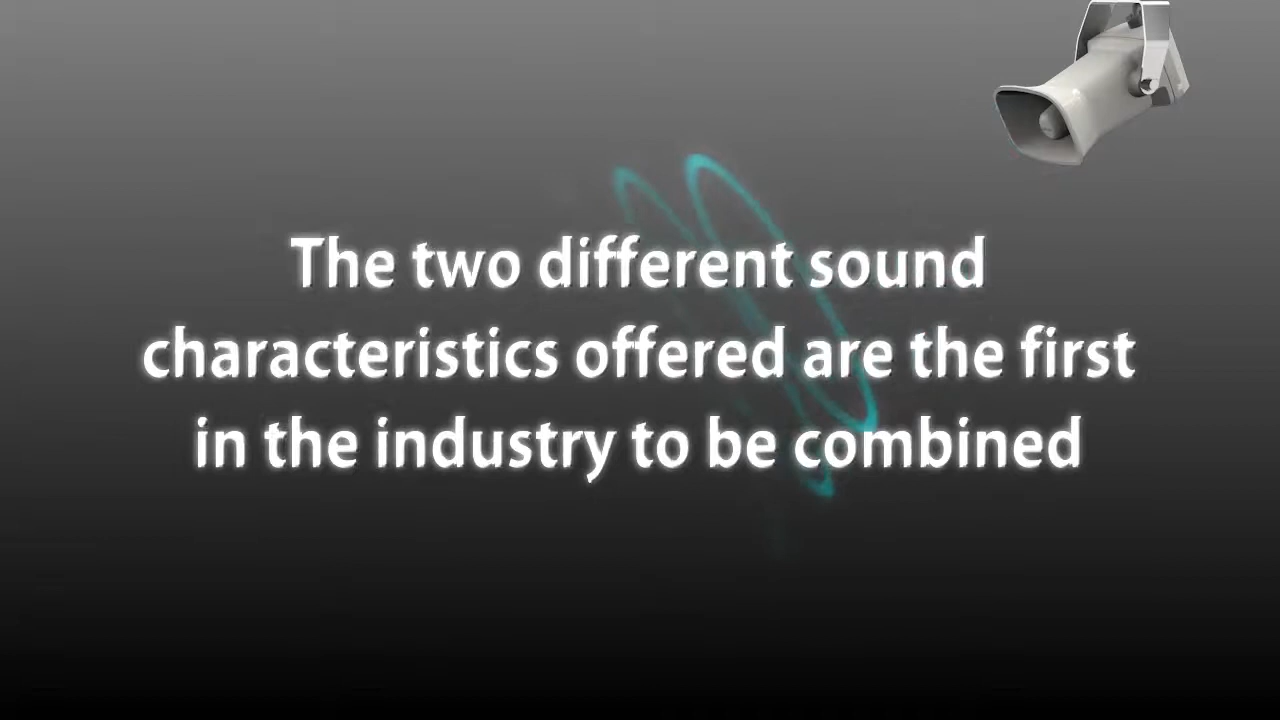 The two different sound
characteristics offered are the first
in the industry to be combined